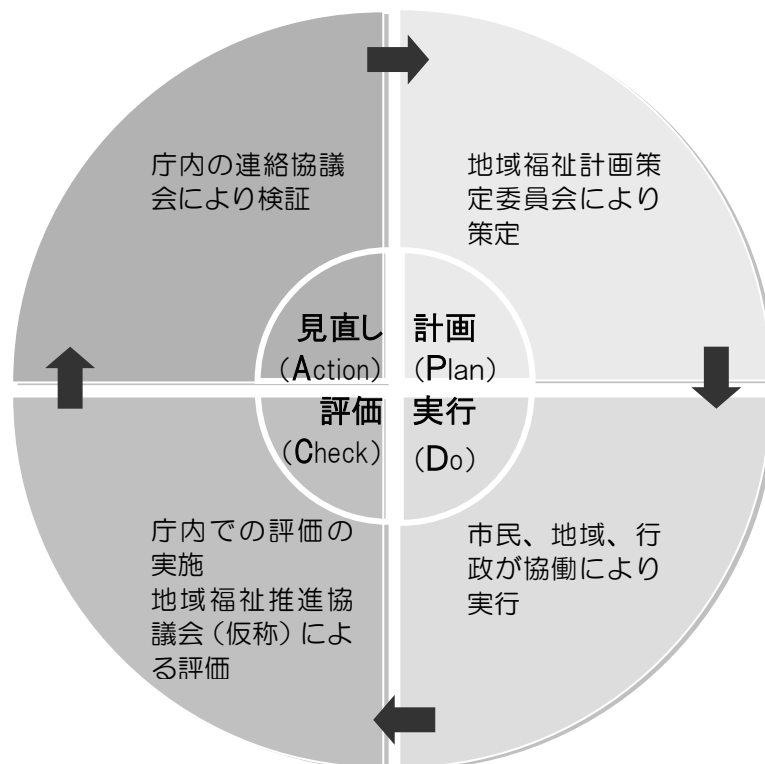 庁内の連絡協議
会により検証
地域福祉計画策
定委員会により
策定
見直し
(Action)
計画
(Plan)
評価
(Check)
実行
(Do)
庁内での評価の
実施
地域福祉推進協
議会(仮称)によ
る評価
市民、地域、行
政が協働により
実行